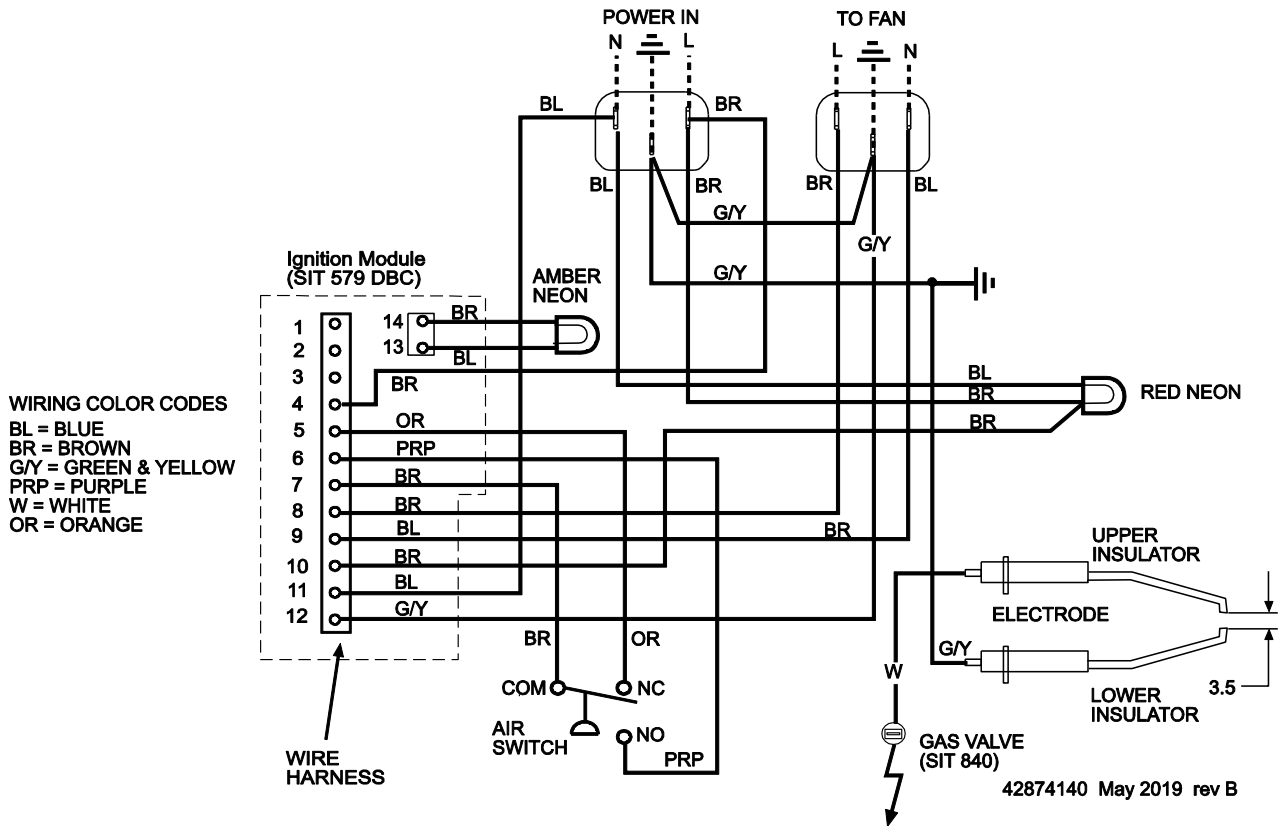 POWER IN
TO FAN
N
L
L
N
BL
BR
BL
BR
BR
BL
G/Y
G/Y
G/Y
Ignition Module
(SIT 579 DBC)
AMBER
NEON
1
2
3
4
5
6
7
8
9
10
11
12
14
13
BR
BL
BR
OR
PRP
BR
BR
BL
BR
BR
BL
G/Y
BL
BR
BR
RED NEON
WIRING COLOR CODES
BL = BLUE
BR = BROWN
G/Y = GREEN & YELLOW
PRP = PURPLE
W = WHITE
OR = ORANGE
UPPER
INSULATOR
ELECTRODE
G/Y
W
LOWER
INSULATOR
3.5
BR
OR
COM
NC
NO
AIR
SWITCH
PRP
WIRE
HARNESS
GAS VALVE
(SIT 840)
42874140 May 2019 rev B